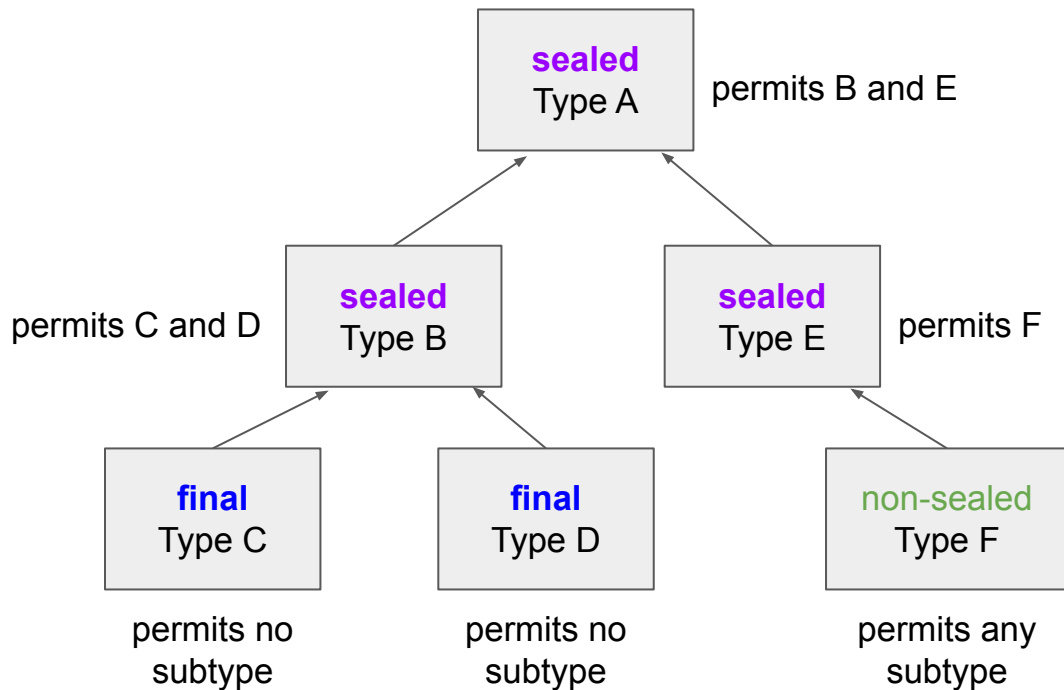 sealed
Type A
permits B and E
permits C and D
sealed
Type B
sealed
Type E
permits F
final
Type C
final
Type D
non-sealed
Type F
permits no
subtype
permits no
subtype
permits any
subtype